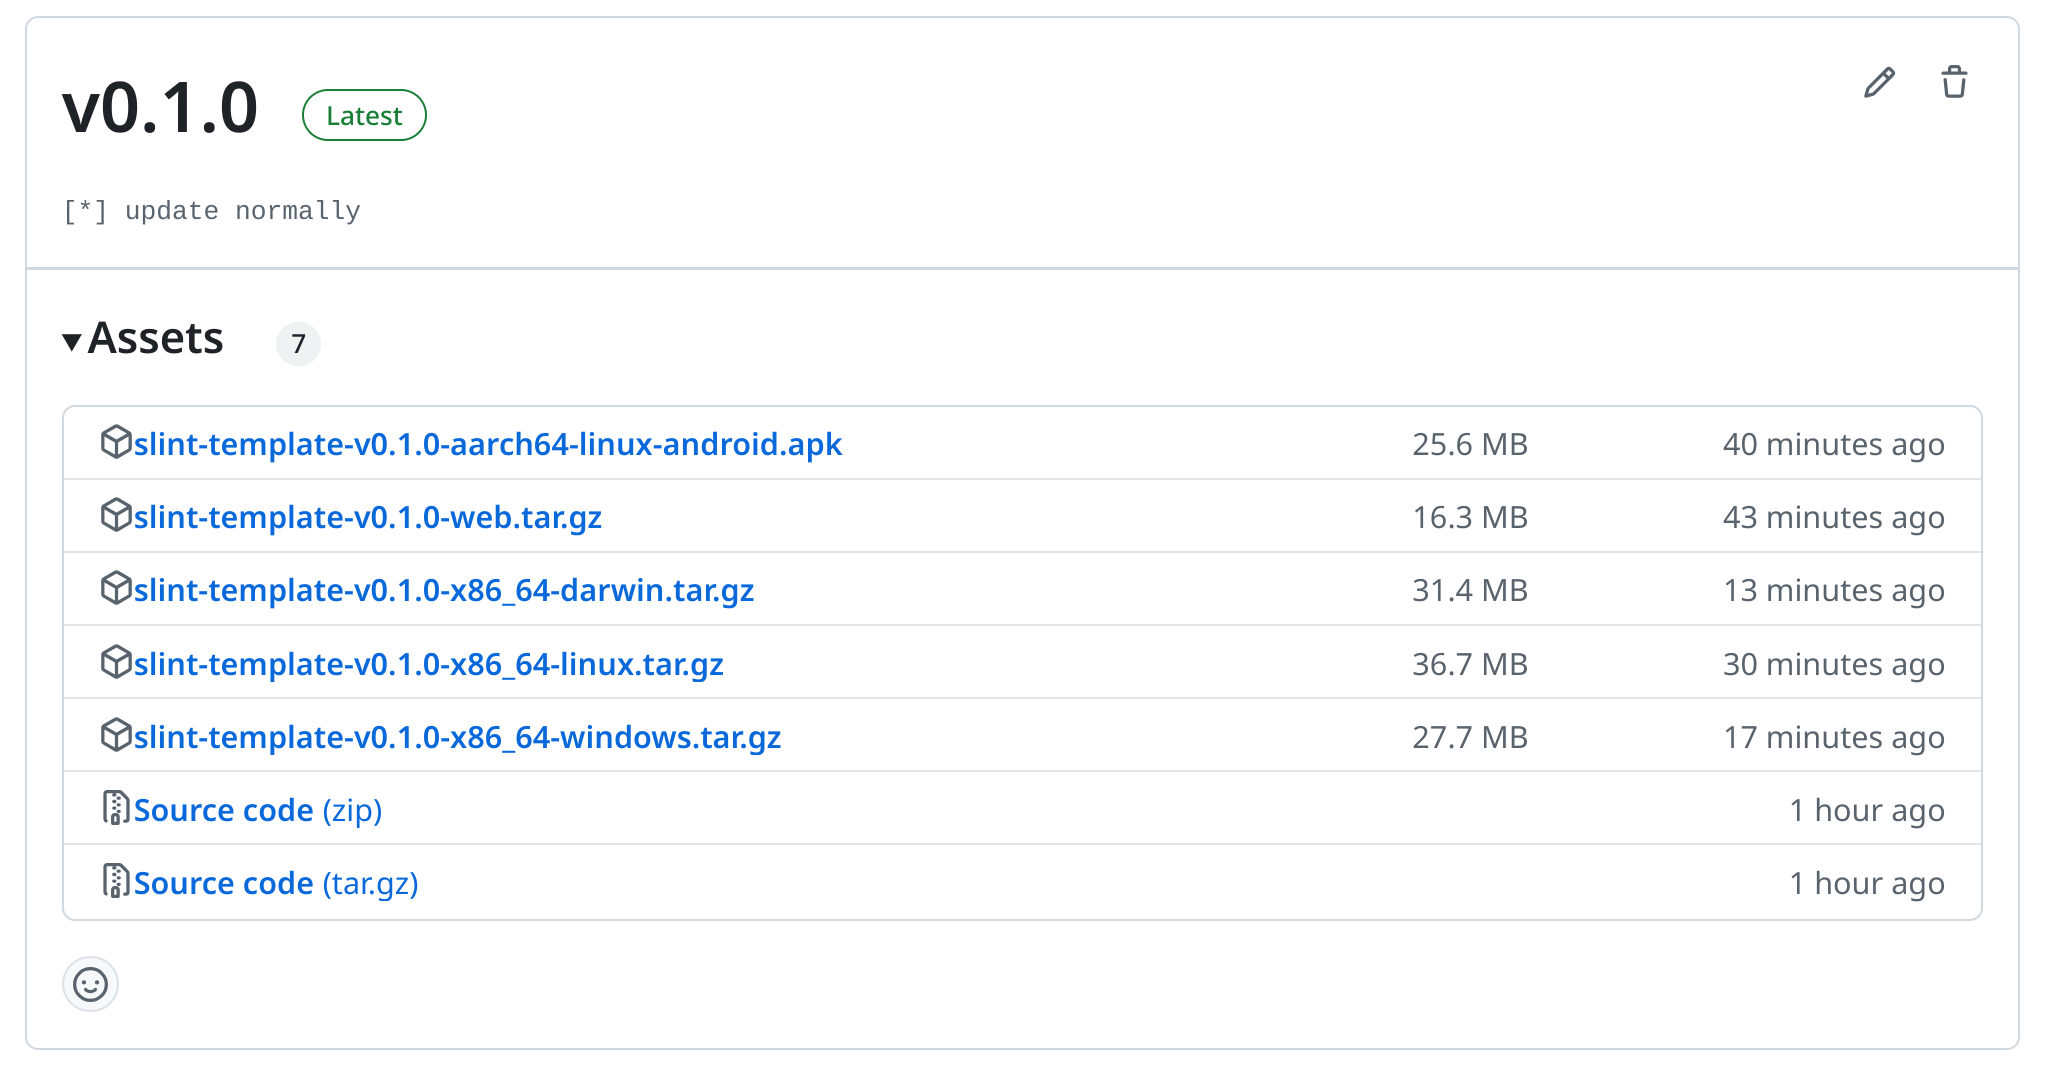 v0.1.0 Latest
[*] update normally
Assets 7
slint-template-v0.1.0-aarch64-linux-android.apk 25.6 MB 40 minutes ago
slint-template-v0.1.0-web.tar.gz 16.3 MB 43 minutes ago
slint-template-v0.1.0-x86_64-darwin.tar.gz 31.4 MB 13 minutes ago
slint-template-v0.1.0-x86_64-linux.tar.gz 36.7 MB 30 minutes ago
slint-template-v0.1.0-x86_64-windows.tar.gz 27.7 MB 17 minutes ago
Source code (zip) 1 hour ago
Source code (tar.gz) 1 hour ago